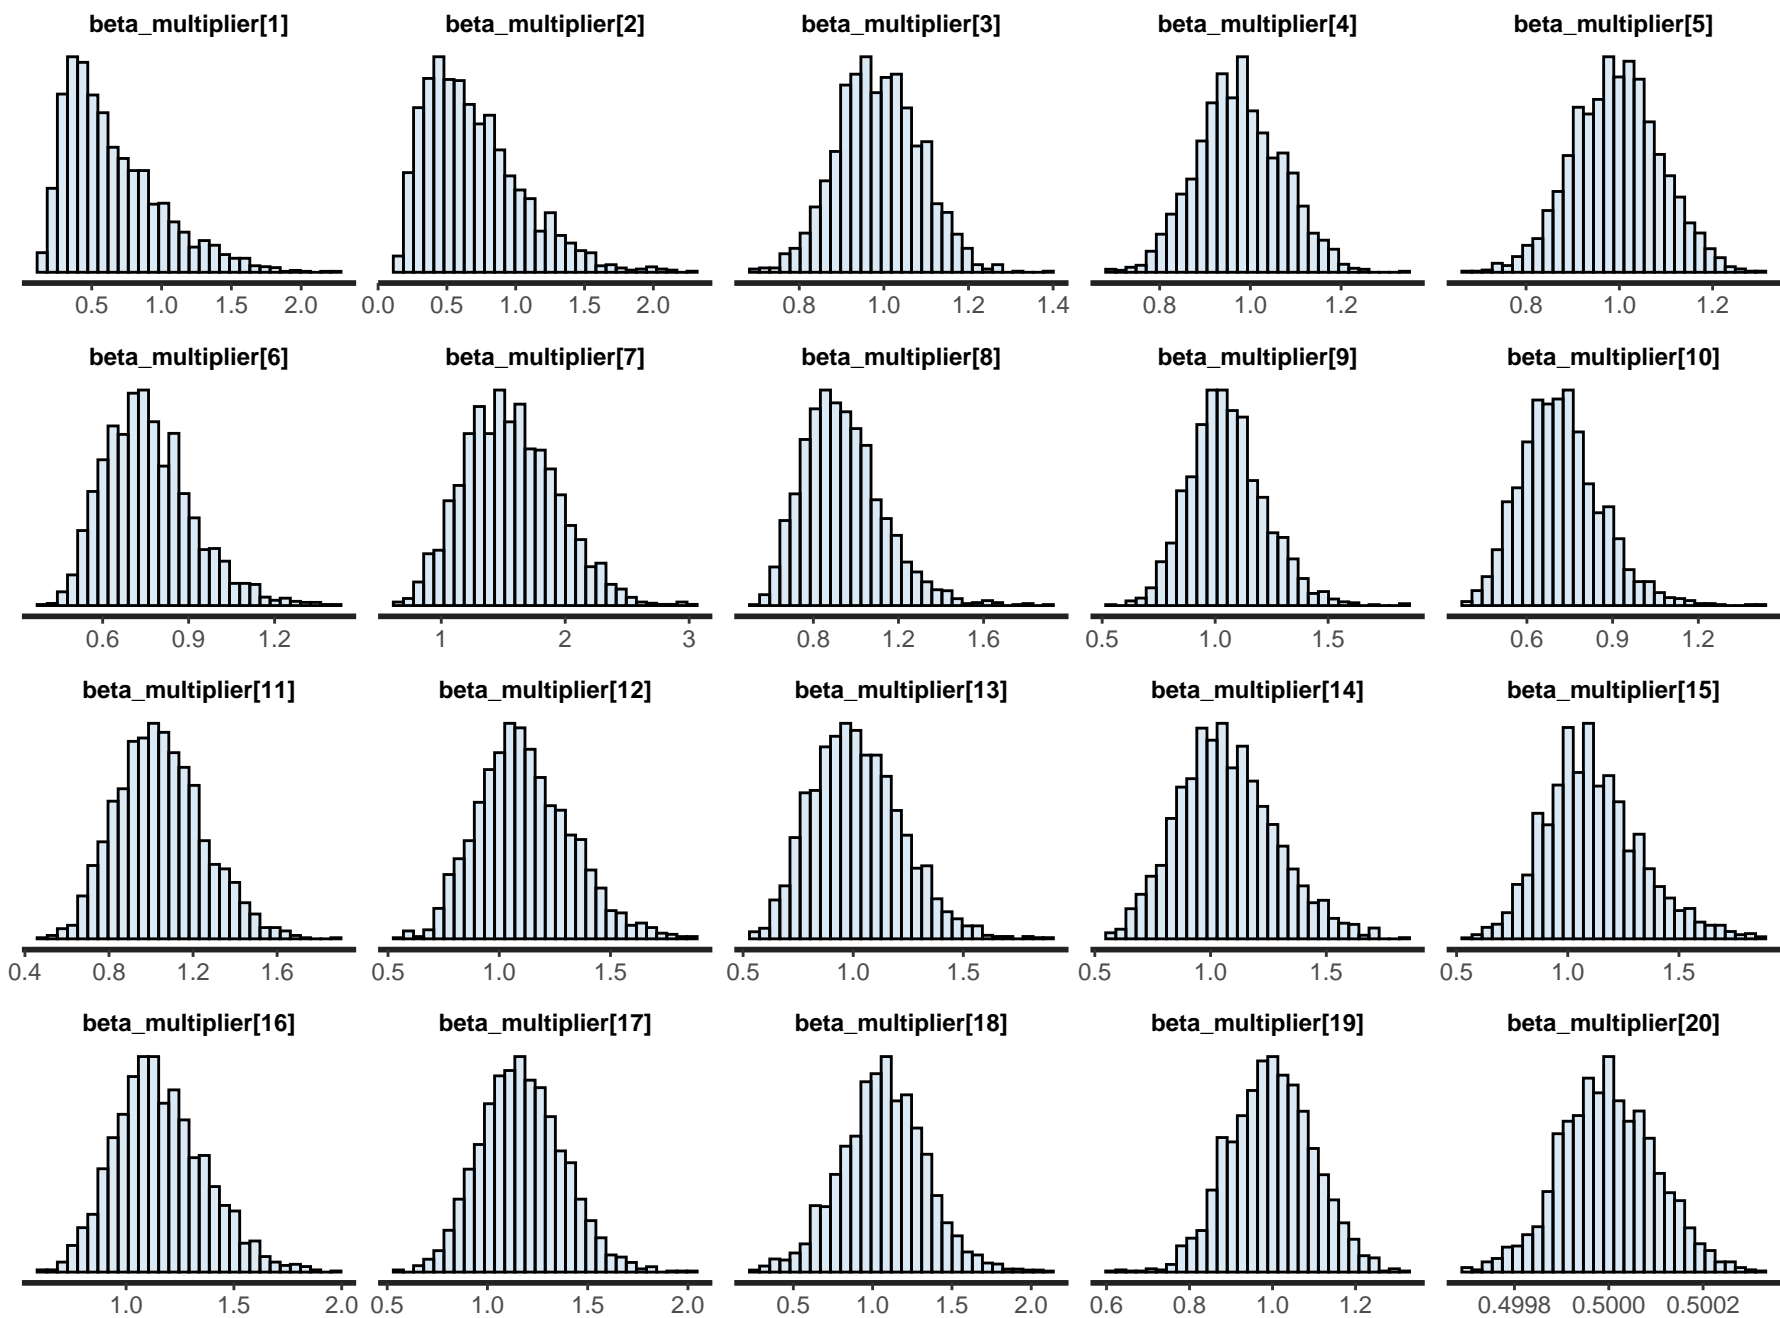 beta_multiplier[1] beta_multiplier[2] beta_multiplier[3] beta_multiplier[4] beta_multiplier[5]
0.5 1.0 1.5 2.0 0.0 0.5 1.0 1.5 2.0 0.8 1.0 1.2 1.4 0.8 1.0 1.2 0.8 1.0 1.2
beta_multiplier[6] beta_multiplier[7] beta_multiplier[8] beta_multiplier[9] beta_multiplier[10]
0.6 0.9 1.2 1 2 3 0.8 1.2 1.6 0.5 1.0 1.5 0.6 0.9 1.2
beta_multiplier[11] beta_multiplier[12] beta_multiplier[13] beta_multiplier[14] beta_multiplier[15]
0.4 0.8 1.2 1.6 0.5 1.0 1.5 0.5 1.0 1.5 0.5 1.0 1.5 0.5 1.0 1.5
beta_multiplier[16] beta_multiplier[17] beta_multiplier[18] beta_multiplier[19] beta_multiplier[20]
1.0 1.5 2.0 0.5 1.0 1.5 2.0 0.5 1.0 1.5 2.0 0.6 0.8 1.0 1.2 0.4998 0.5000 0.5002